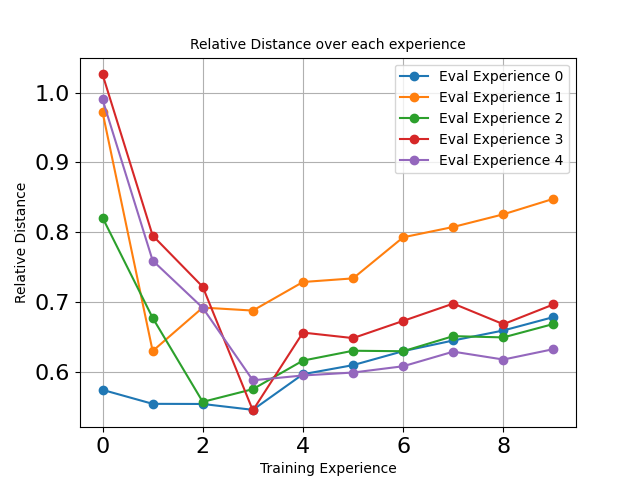 Relative Distance over each experience
Eval Experience 0
Eval Experience 1
Eval Experience 2
Eval Experience 3
Eval Experience 4
1.0
0.9
0.8
0.7
0.6
Relative Distance
0 2 4 6 8
Training Experience